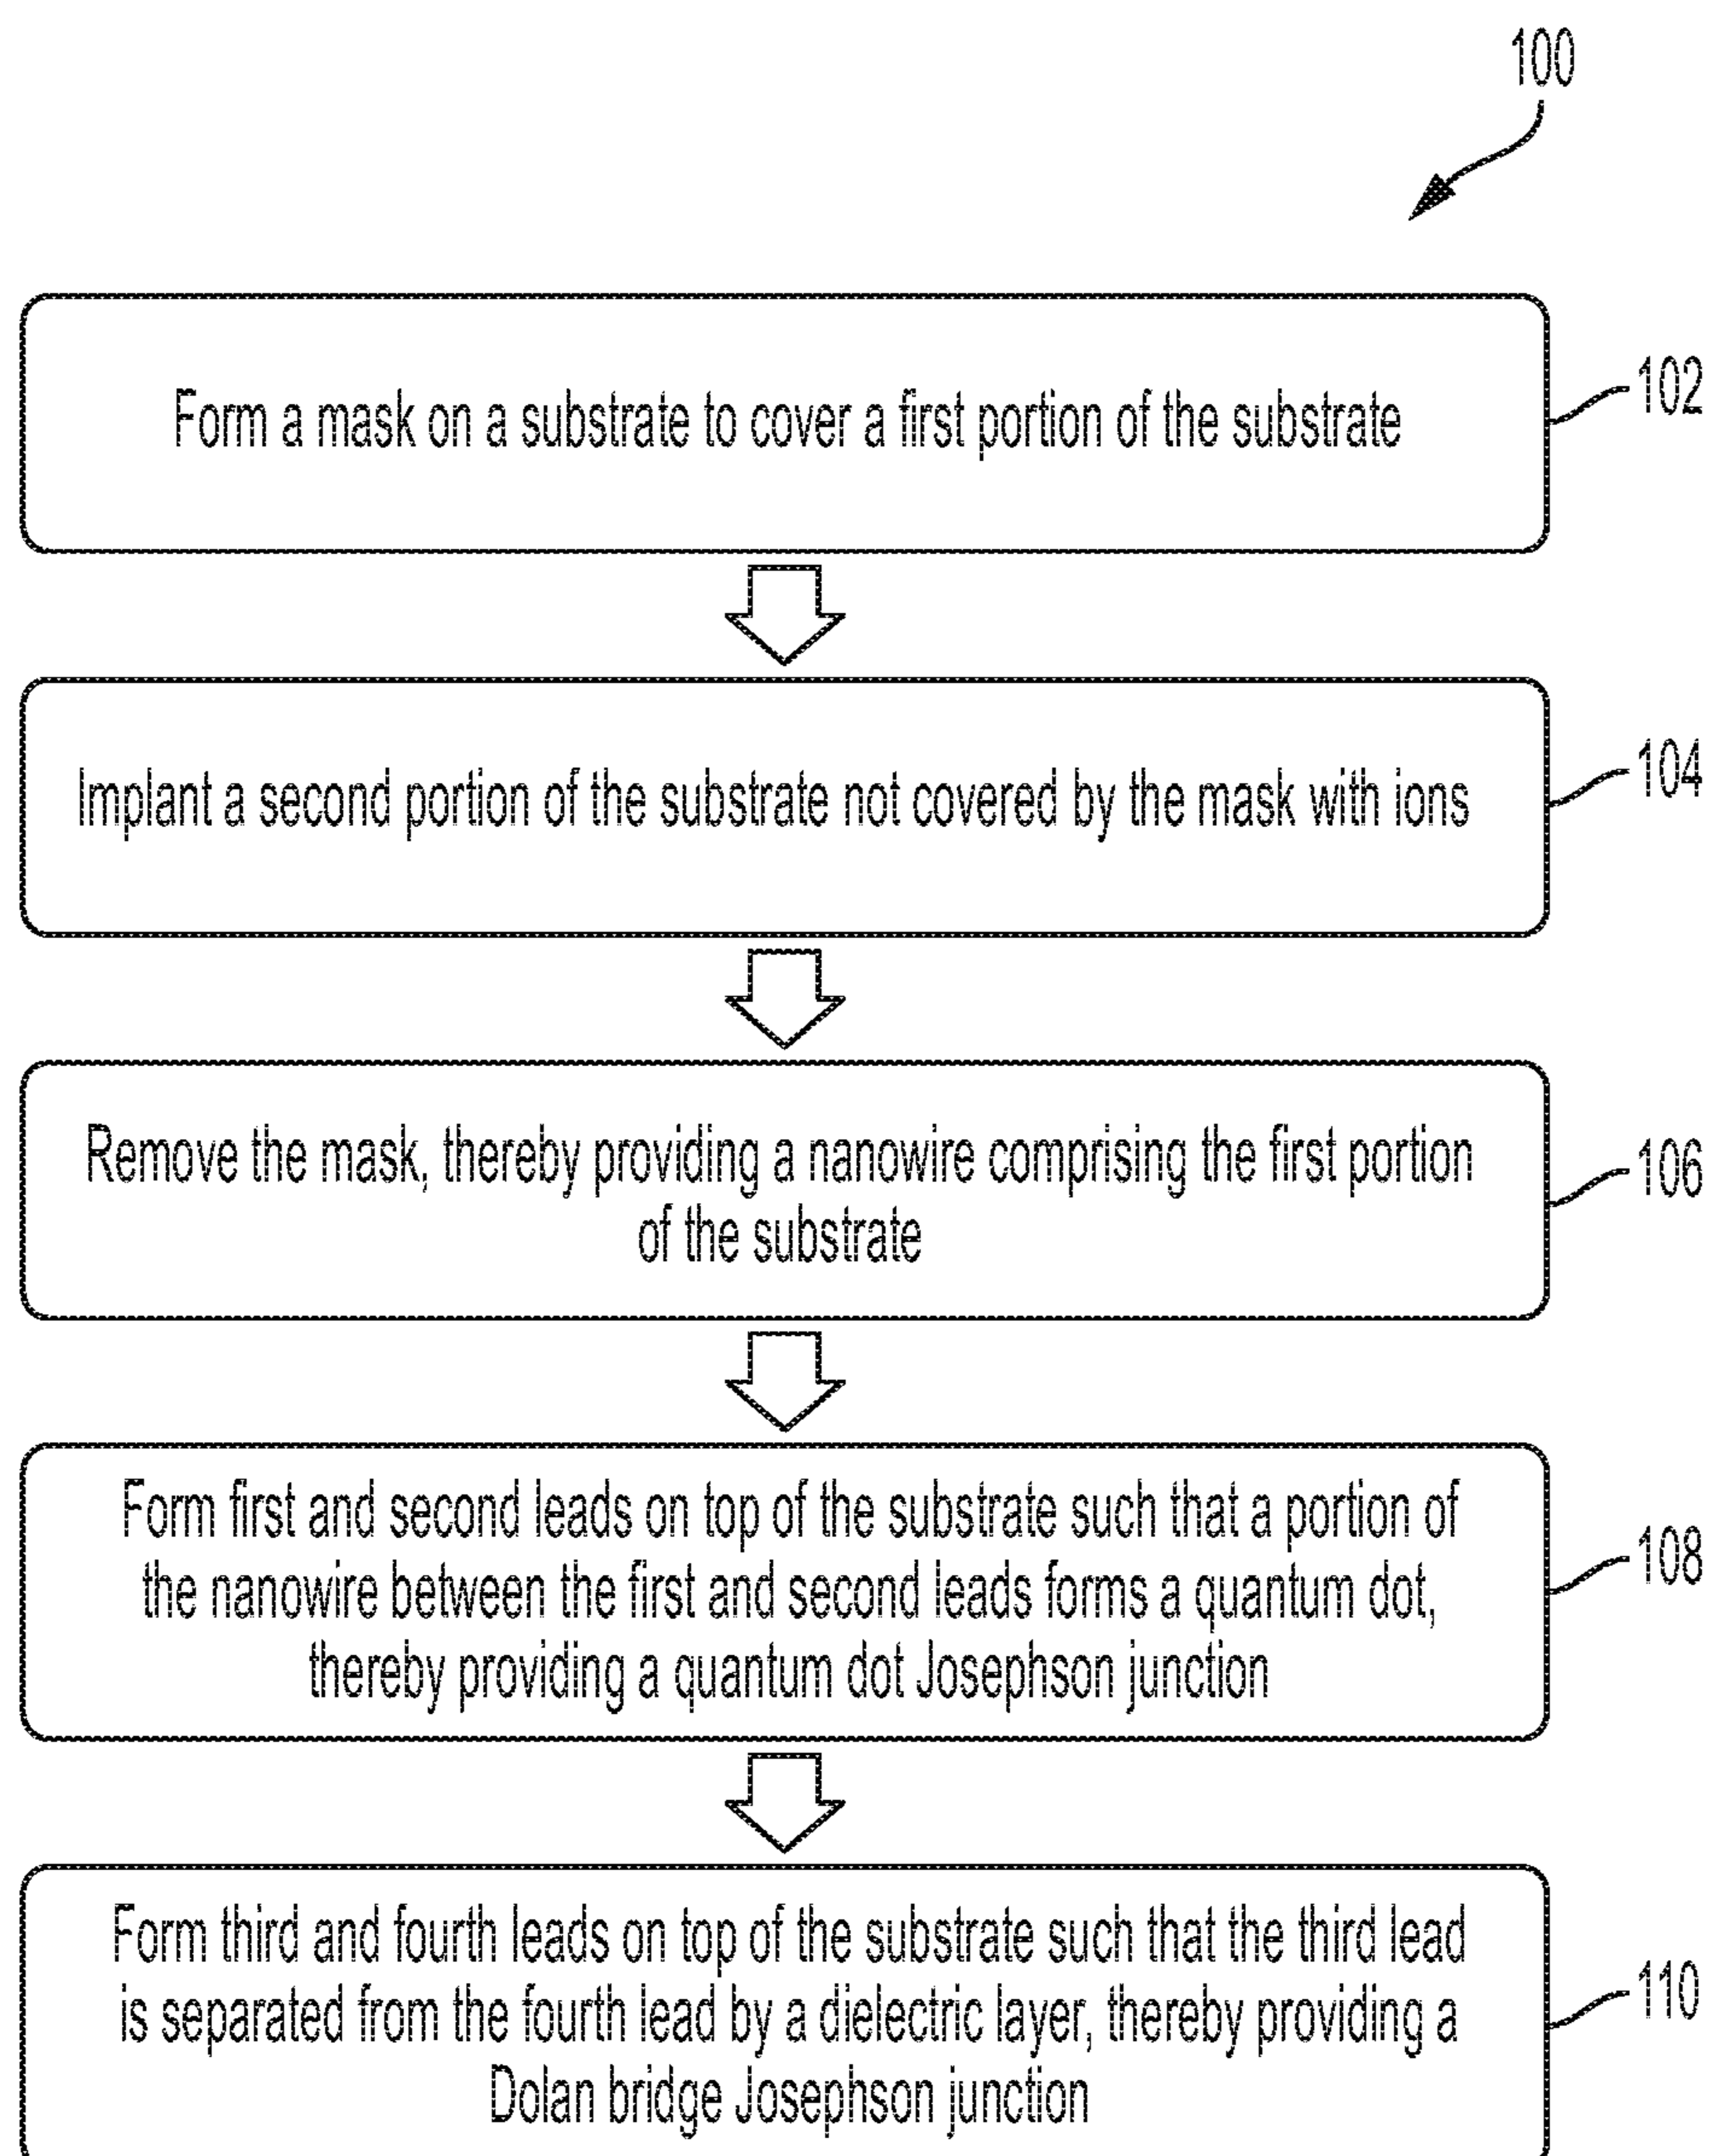 100
Form a mask on a substrate to cover a first portion of the substrate
102
Implant a second portion of the substrate not covered by the mask with ions
104
Remove the mask, thereby providing a nanowire comprising the first portion
of the substrate
106
Form first and second leads on top of the substrate such that a portion of
the nanowire between the first and second leads forms a quantum dot,
thereby providing a quantum dot Josephson junction
108
Form third and fourth leads on top of the substrate such that the third lead
is separated from the fourth lead by a dielectric layer, thereby providing a
Dolan bridge Josephson junction
110